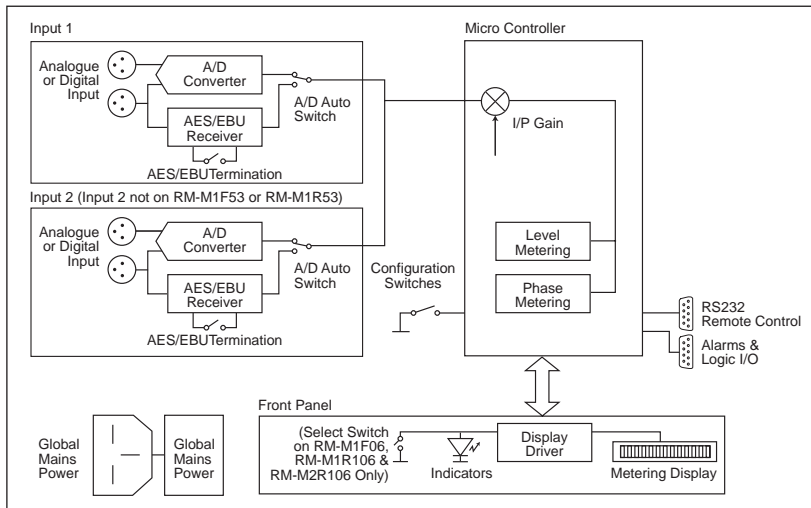 Input 1
Analogue
or Digital
Input
A/D
Converter
AES/EBU
Receiver
A/D Auto
Switch
AES/EBUTermination
Input 2 (Input 2 not on RM-M1F53 or RM-M1R53)
Analogue
or Digital
Input
A/D
Converter
AES/EBU
Receiver
A/D Auto
Switch
AES/EBUTermination
Micro Controller
I/P Gain
Level
Metering
Phase
Metering
Configuration
Switches
RS232
Remote Control
Alarms &
Logic I/O
Global
Mains
Power
Global
Mains
Power
Front Panel
(Select Switch
on RM-M1F06,
RM-M1R106 &
RM-M2R106 Only)
Indicators
Display
Driver
Metering Display